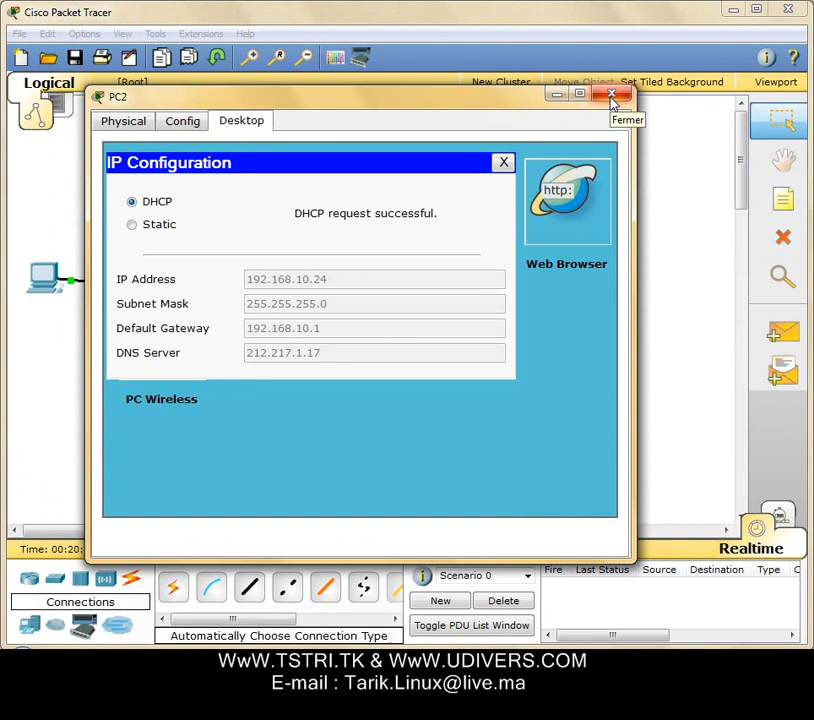 Cisco Packet Tracer
File Edit Options View Tools Extensions Help
Logical [Root] New Cluster Move Object Set Tiled Background Viewport
PC2
Fermer
Physical Config Desktop
IP Configuration X
DHCP
Static
DHCP request successful.
IP Address 192.168.10.24
Subnet Mask 255.255.255.0
Default Gateway 192.168.10.1
DNS Server 212.217.1.17
http:
Web Browser
PC Wireless
Time: 00:20:
Realtime
Connections
Automatically Choose Connection Type
Scenario 0
New Delete
Toggle PDU List Window
Fire Last Status Source Destination Type C
WwW.TSTRI.TK & WwW.UDIVERS.COM
E-mail : Tarik.Linux@live.ma